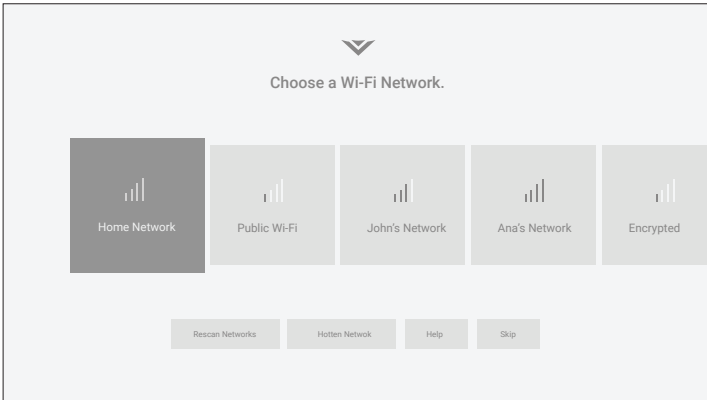 Choose a Wi-Fi Network.
Home Network
Public Wi-Fi
John's Network
Ana's Network
Encrypted
Rescan Networks
Hotten Netwok
Help
Skip